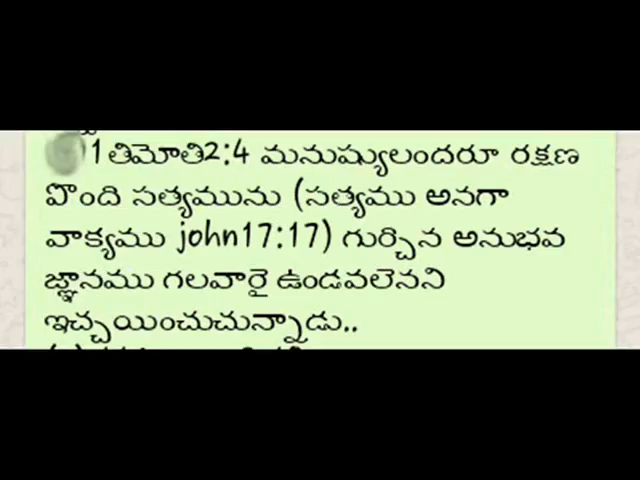 1తిమోతి2:4 మనుష్యులందరూ రక్షణ
పొంది సత్యమును (సత్యము అనగా
వాక్యము john17:17) గుర్చిన అనుభవ
జ్ఞానము గలవారై ఉండవలెనని
ఇచ్చయించుచున్నాడు..